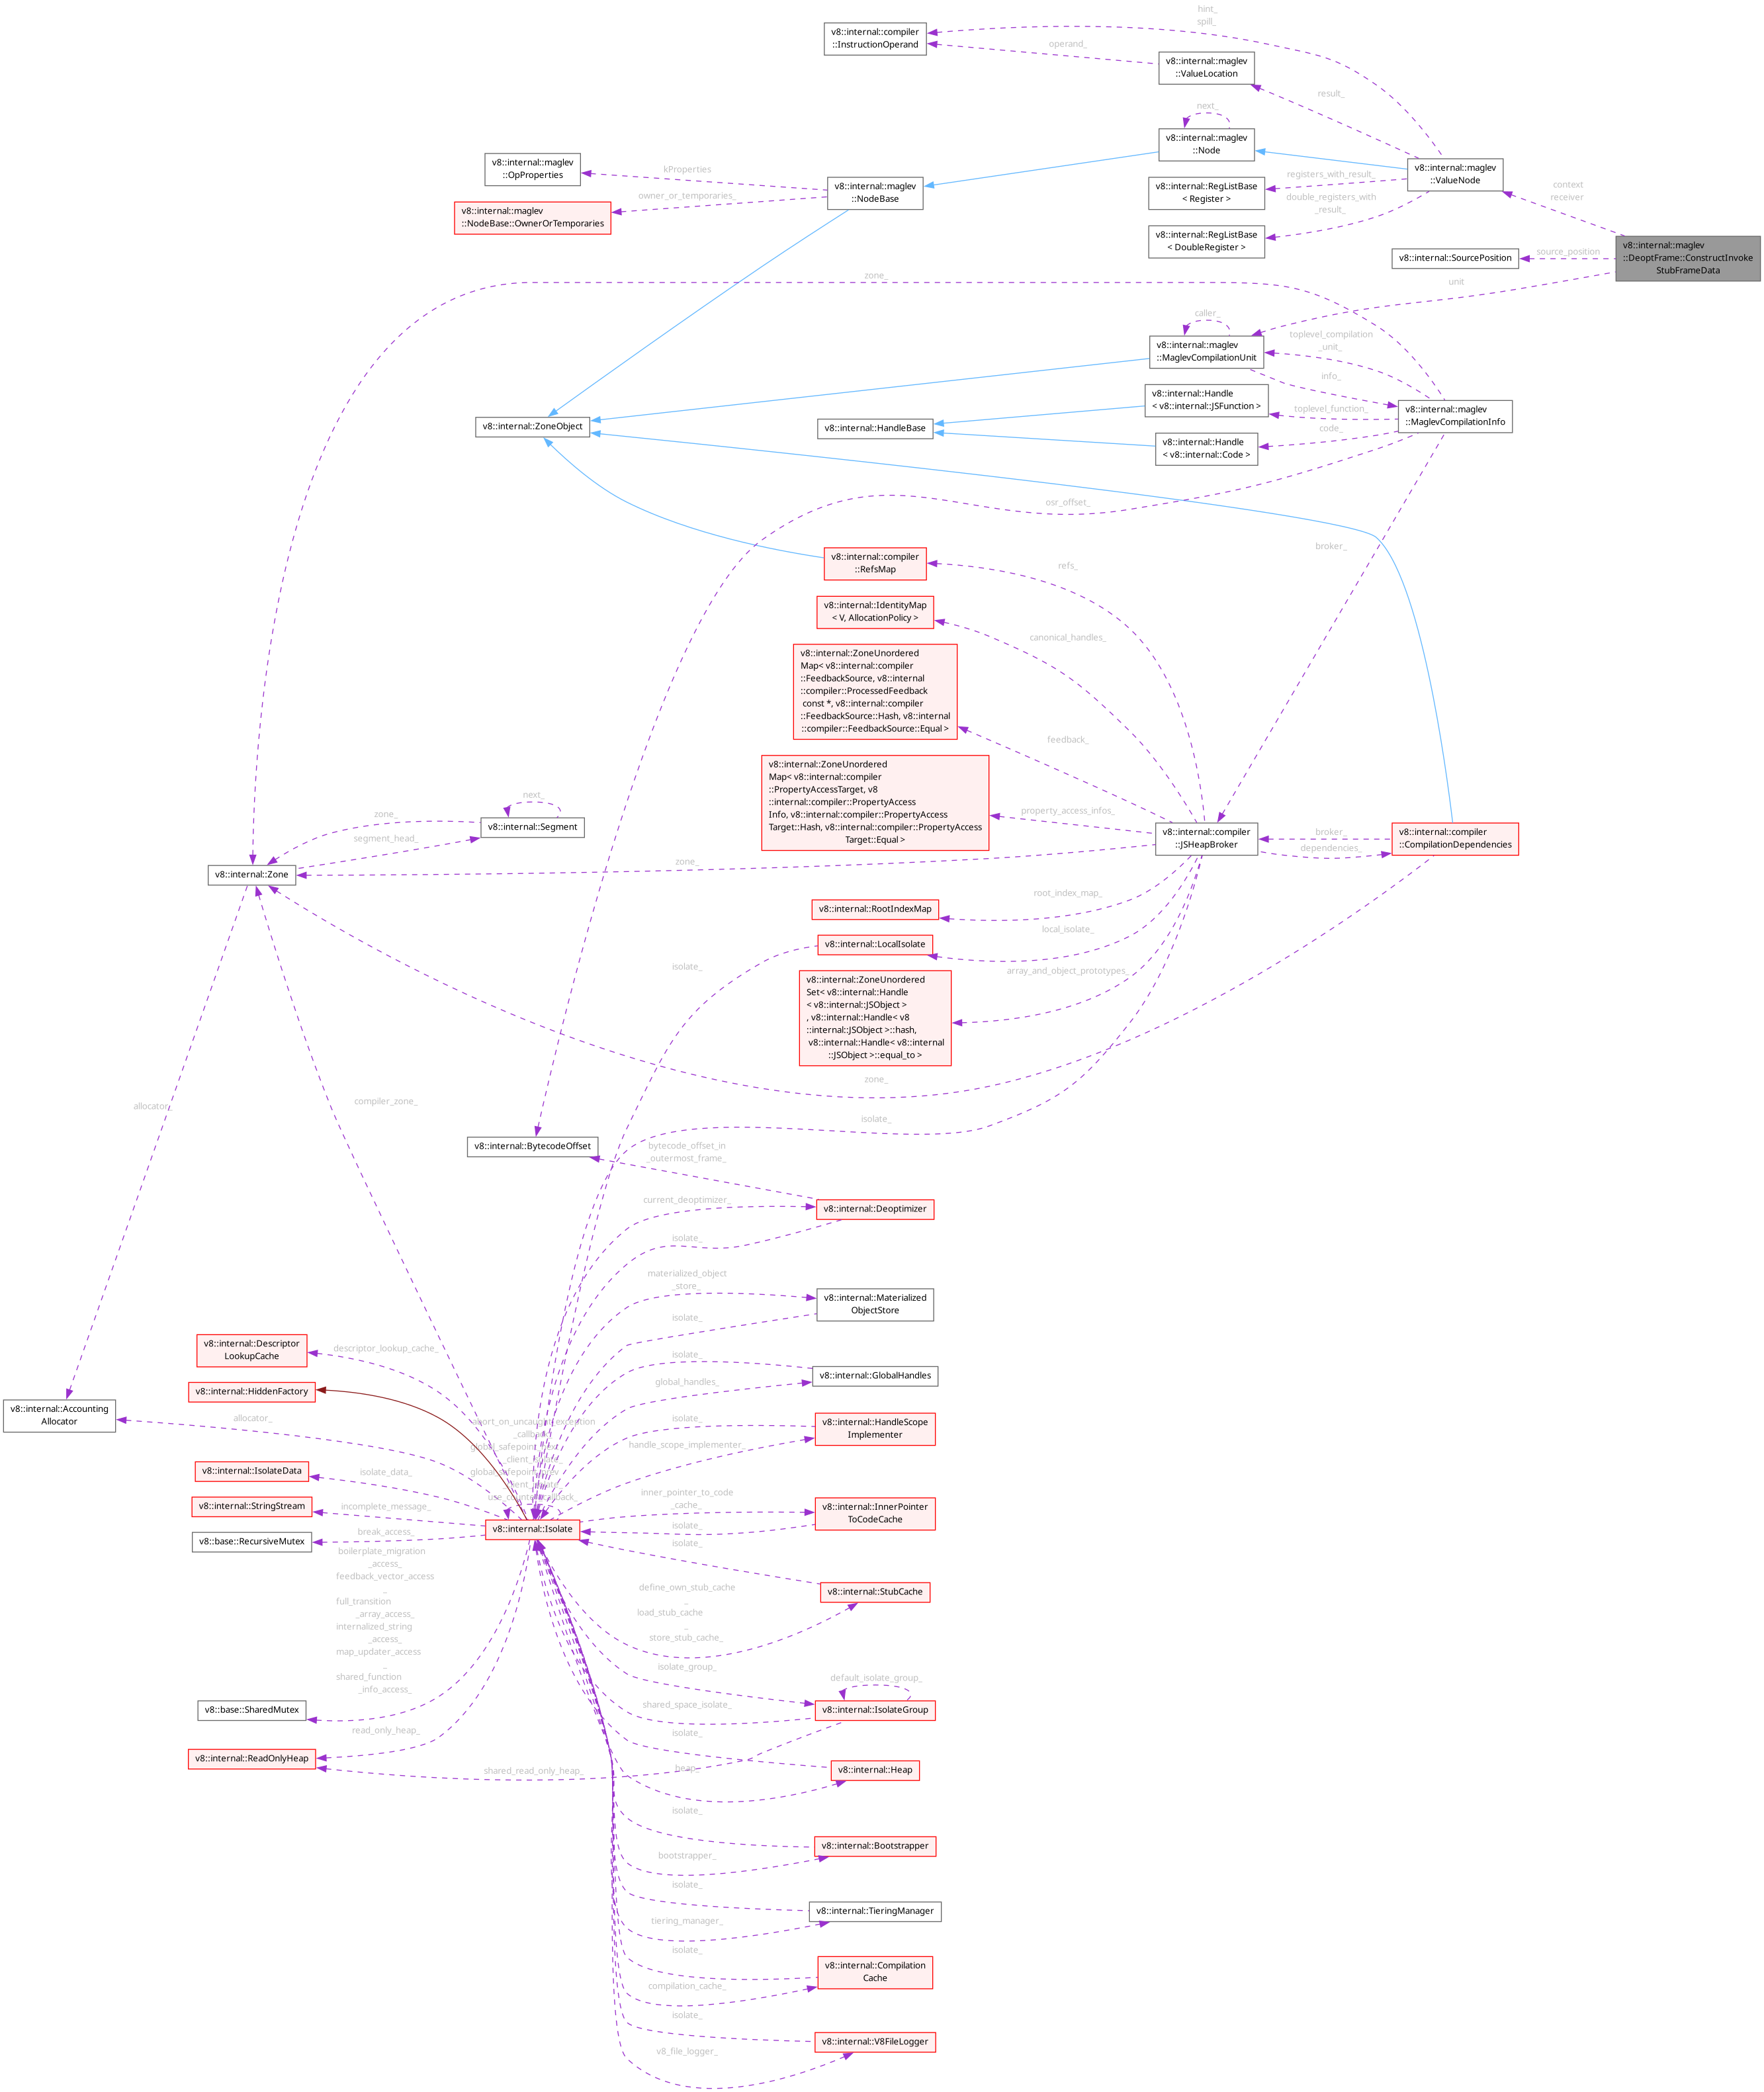 hint_
spill_
v8::internal::compiler
::InstructionOperand
operand_
v8::internal::maglev
::ValueLocation
result_
next_
v8::internal::maglev
::Node
v8::internal::maglev
::OpProperties
kProperties
v8::internal::maglev
::NodeBase
owner_or_temporaries_
v8::internal::maglev
::NodeBase::OwnerOrTemporaries
v8::internal::maglev
::ValueNode
registers_with_result_
v8::internal::RegListBase
< Register >
double_registers_with
_result_
v8::internal::RegListBase
< DoubleRegister >
context
receiver
v8::internal::maglev
::DeoptFrame::ConstructInvoke
StubFrameData
source_position
v8::internal::SourcePosition
unit
zone_
caller_
v8::internal::maglev
::MaglevCompilationUnit
toplevel_compilation
_unit_
info_
v8::internal::Handle
< v8::internal::JSFunction >
toplevel_function_
v8::internal::maglev
::MaglevCompilationInfo
v8::internal::ZoneObject
v8::internal::HandleBase
code_
v8::internal::Handle
< v8::internal::Code >
osr_offset_
broker_
v8::internal::compiler
::RefsMap
refs_
v8::internal::IdentityMap
< V, AllocationPolicy >
canonical_handles_
v8::internal::ZoneUnordered
Map< v8::internal::compiler
::FeedbackSource, v8::internal
::compiler::ProcessedFeedback
const *, v8::internal::compiler
::FeedbackSource::Hash, v8::internal
::compiler::FeedbackSource::Equal >
feedback_
v8::internal::ZoneUnordered
Map< v8::internal::compiler
::PropertyAccessTarget, v8
::internal::compiler::PropertyAccess
Info, v8::internal::compiler::PropertyAccess
Target::Hash, v8::internal::compiler::PropertyAccess
Target::Equal >
property_access_infos_
next_
v8::internal::Segment
zone_
segment_head_
v8::internal::compiler
::JSHeapBroker
broker_
dependencies_
v8::internal::compiler
::CompilationDependencies
v8::internal::Zone
zone_
root_index_map_
v8::internal::RootIndexMap
local_isolate_
v8::internal::LocalIsolate
isolate_
array_and_object_prototypes_
v8::internal::ZoneUnordered
Set< v8::internal::Handle
< v8::internal::JSObject >
, v8::internal::Handle< v8
::internal::JSObject >::hash,
v8::internal::Handle< v8::internal
::JSObject >::equal_to >
zone_
allocator_
compiler_zone_
isolate_
v8::internal::BytecodeOffset
bytecode_offset_in
_outermost_frame_
current_deoptimizer_
v8::internal::Deoptimizer
isolate_
materialized_object
_store_
v8::internal::Materialized
ObjectStore
isolate_
v8::internal::Descriptor
LookupCache
descriptor_lookup_cache_
isolate_
v8::internal::GlobalHandles
global_handles_
v8::internal::HiddenFactory
v8::internal::Accounting
Allocator
allocator_
abort_on_uncaught_exception
_callback_
isolate_
v8::internal::HandleScope
Implementer
handle_scope_implementer_
v8::internal::IsolateData
isolate_data_
inner_pointer_to_code
_cache_
v8::internal::InnerPointer
ToCodeCache
v8::internal::StringStream
incomplete_message_
v8::internal::Isolate
isolate_
v8::base::RecursiveMutex
break_access_
isolate_
boilerplate_migration
_access_
feedback_vector_access
_
full_transition
_array_access_
internalized_string
_access_
map_updater_access
_
shared_function
_info_access_
define_own_stub_cache
_
load_stub_cache
_
store_stub_cache_
v8::internal::StubCache
isolate_group_
default_isolate_group_
v8::internal::IsolateGroup
shared_space_isolate_
v8::base::SharedMutex
read_only_heap_
v8::internal::ReadOnlyHeap
shared_read_only_heap_
isolate_
heap_
v8::internal::Heap
isolate_
v8::internal::Bootstrapper
bootstrapper_
isolate_
v8::internal::TieringManager
tiering_manager_
isolate_
v8::internal::Compilation
Cache
compilation_cache_
isolate_
v8::internal::V8FileLogger
v8_file_logger_